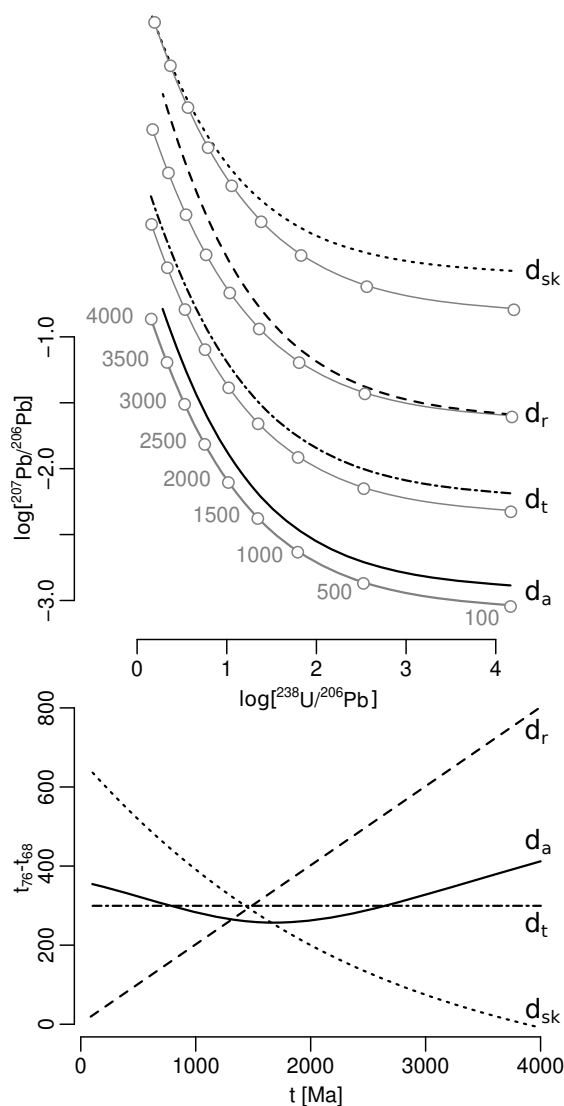 d_sk
−1.0
4000
3500
3000
d_r
2500
log[²⁰⁷Pb/²⁰⁶Pb]
−2.0
2000
d_t
1500
1000
500
d_a
−3.0
100
0 1 2 3 4
log[²³⁸U/²⁰⁶Pb]
800
d_r
600
d_a
t₇₆-t₆₈
400
d_t
200
d_sk
0
0 1000 2000 3000 4000
t [Ma]